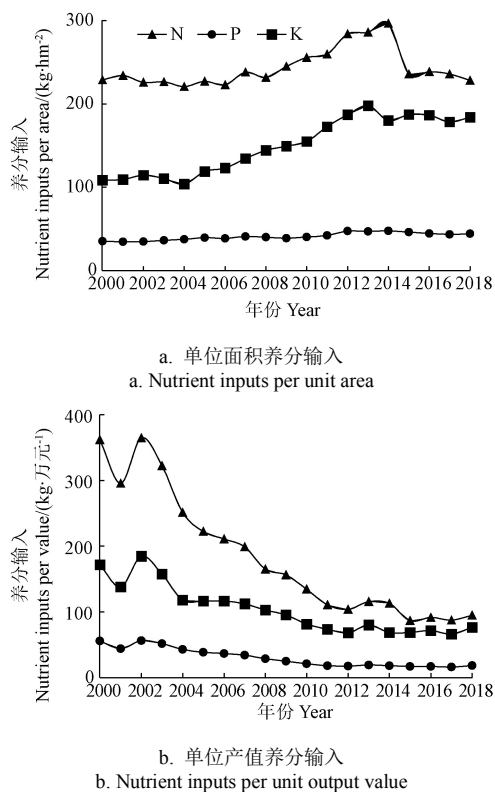 300
N P K
200
100
0
养分输入
Nutrient inputs per area/(kg·hm⁻²)
2000 2002 2004 2006 2008 2010 2012 2014 2016 2018
年份 Year
a. 单位面积养分输入
a. Nutrient inputs per unit area
400
300
200
100
0
养分输入
Nutrient inputs per value/(kg·万元⁻¹)
2000 2002 2004 2006 2008 2010 2012 2014 2016 2018
年份 Year
b. 单位产值养分输入
b. Nutrient inputs per unit output value